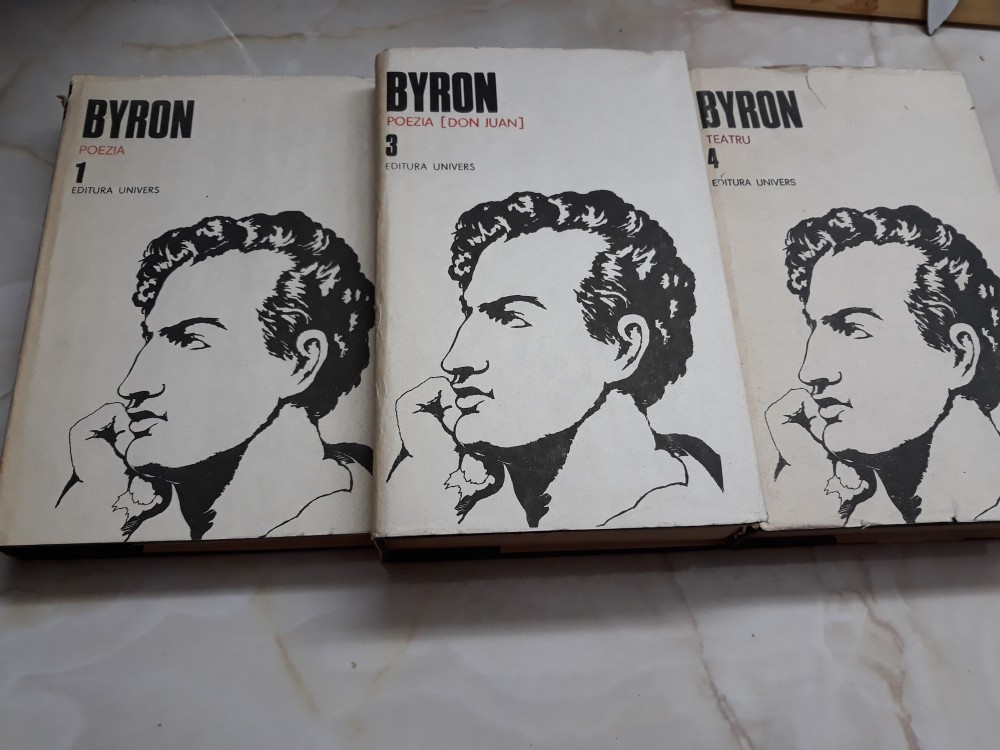 BYRON
POEZIA
1
EDITURA UNIVERS
BYRON
POEZIA [DON JUAN]
3
EDITURA UNIVERS
BYRON
TEATRU
4
EDITURA UNIVERS